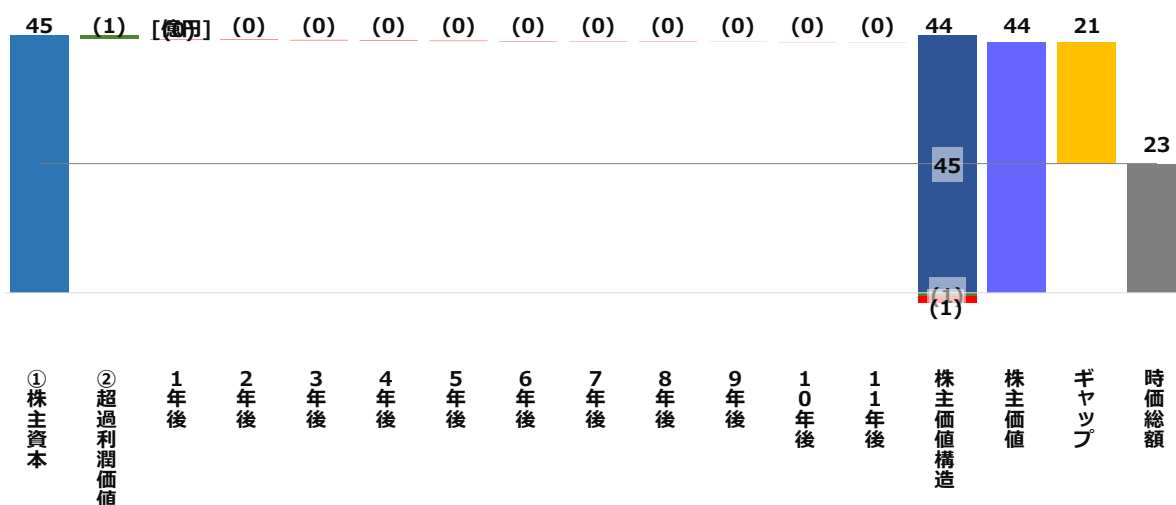 45 (1) [億円] (0) (0) (0) (0) (0) (0) (0) (0) (0) (0) (0) 44 44 21
23
45
(1)
(1)
①株主資本
②超過利潤価値
1年後
2年後
3年後
4年後
5年後
6年後
7年後
8年後
9年後
10年後
11年後
株主価値構造
株主価値
ギャップ
時価総額